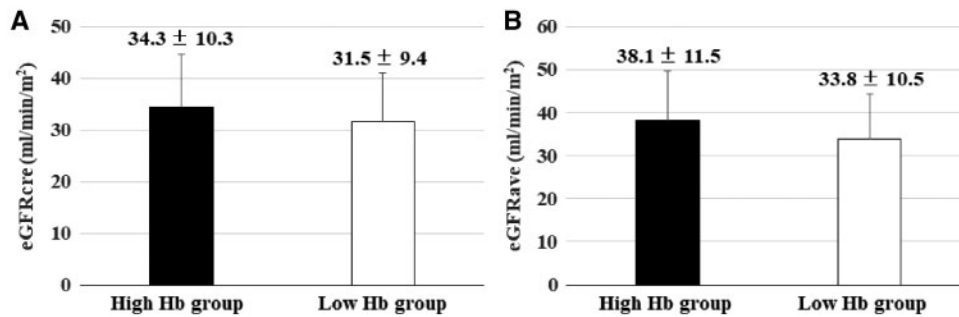 A
eGFRcre (ml/min/m²)
50
40
30
20
10
0
34.3 ± 10.3
31.5 ± 9.4
High Hb group
Low Hb group
B
eGFRave (ml/min/m²)
60
50
40
30
20
10
0
38.1 ± 11.5
33.8 ± 10.5
High Hb group
Low Hb group